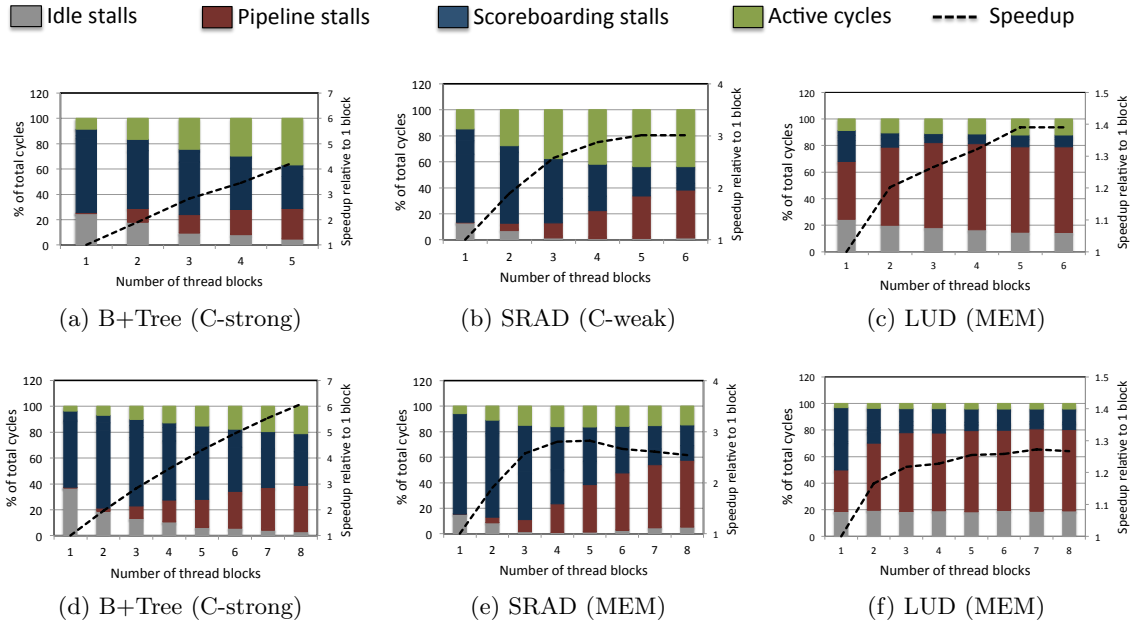 Idle stalls Pipeline stalls Scoreboarding stalls Active cycles Speedup
% of total cycles
120
100
80
60
40
20
0
1 2 3 4 5
Number of thread blocks
7
6
5
4
3
2
1
Speedup relative to 1 block
(a) B+Tree (C-strong)
% of total cycles
120
100
80
60
40
20
0
1 2 3 4 5 6
Number of thread blocks
4
3
2
1
Speedup relative to 1 block
(b) SRAD (C-weak)
% of total cycles
120
100
80
60
40
20
0
1 2 3 4 5 6
Number of thread blocks
1.5
1.4
1.3
1.2
1.1
1
Speedup relative to 1 block
(c) LUD (MEM)
% of total cycles
120
100
80
60
40
20
0
1 2 3 4 5 6 7 8
Number of thread blocks
7
6
5
4
3
2
1
Speedup relative to 1 block
(d) B+Tree (C-strong)
% of total cycles
120
100
80
60
40
20
0
1 2 3 4 5 6 7 8
Number of thread blocks
4
3
2
1
Speedup relative to 1 block
(e) SRAD (MEM)
% of total cycles
120
100
80
60
40
20
0
1 2 3 4 5 6 7 8
Number of thread blocks
1.5
1.4
1.3
1.2
1.1
1
Speedup relative to 1 block
(f) LUD (MEM)